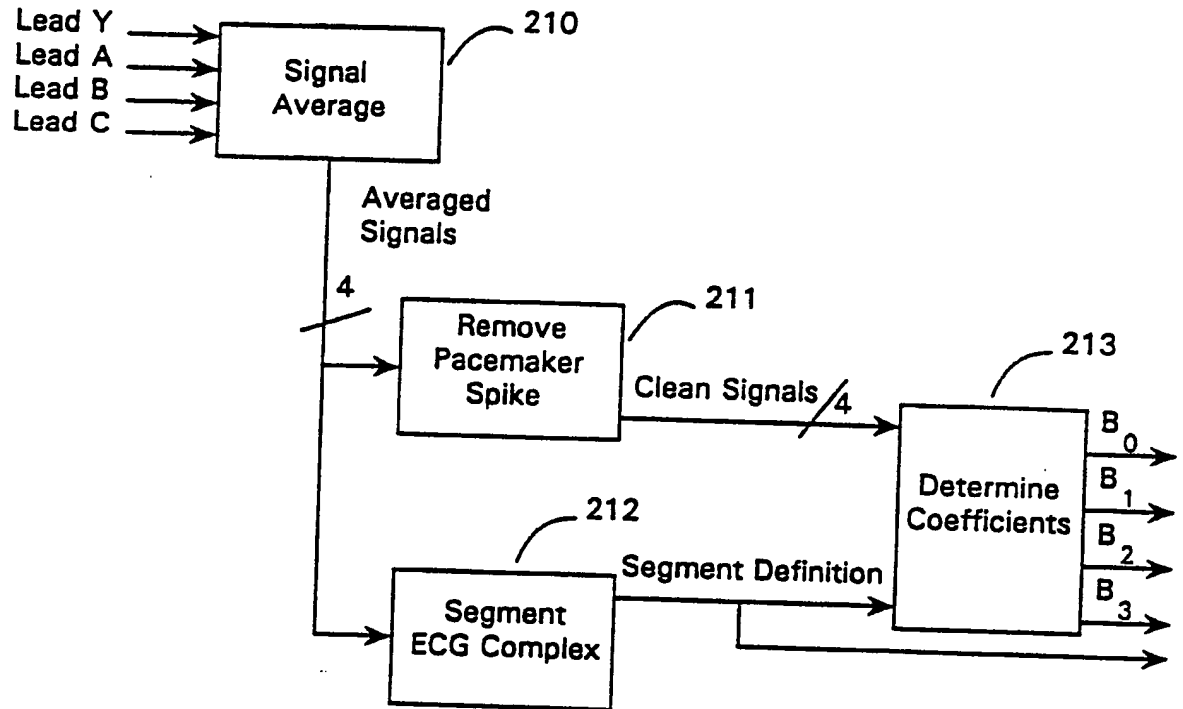 Lead Y
Lead A
Lead B
Lead C
Signal
Average
210
Averaged
Signals
4
Remove
Pacemaker
Spike
211
Clean Signals
4
213
Determine
Coefficients
B0
B1
B2
B3
212
Segment Definition
Segment
ECG Complex